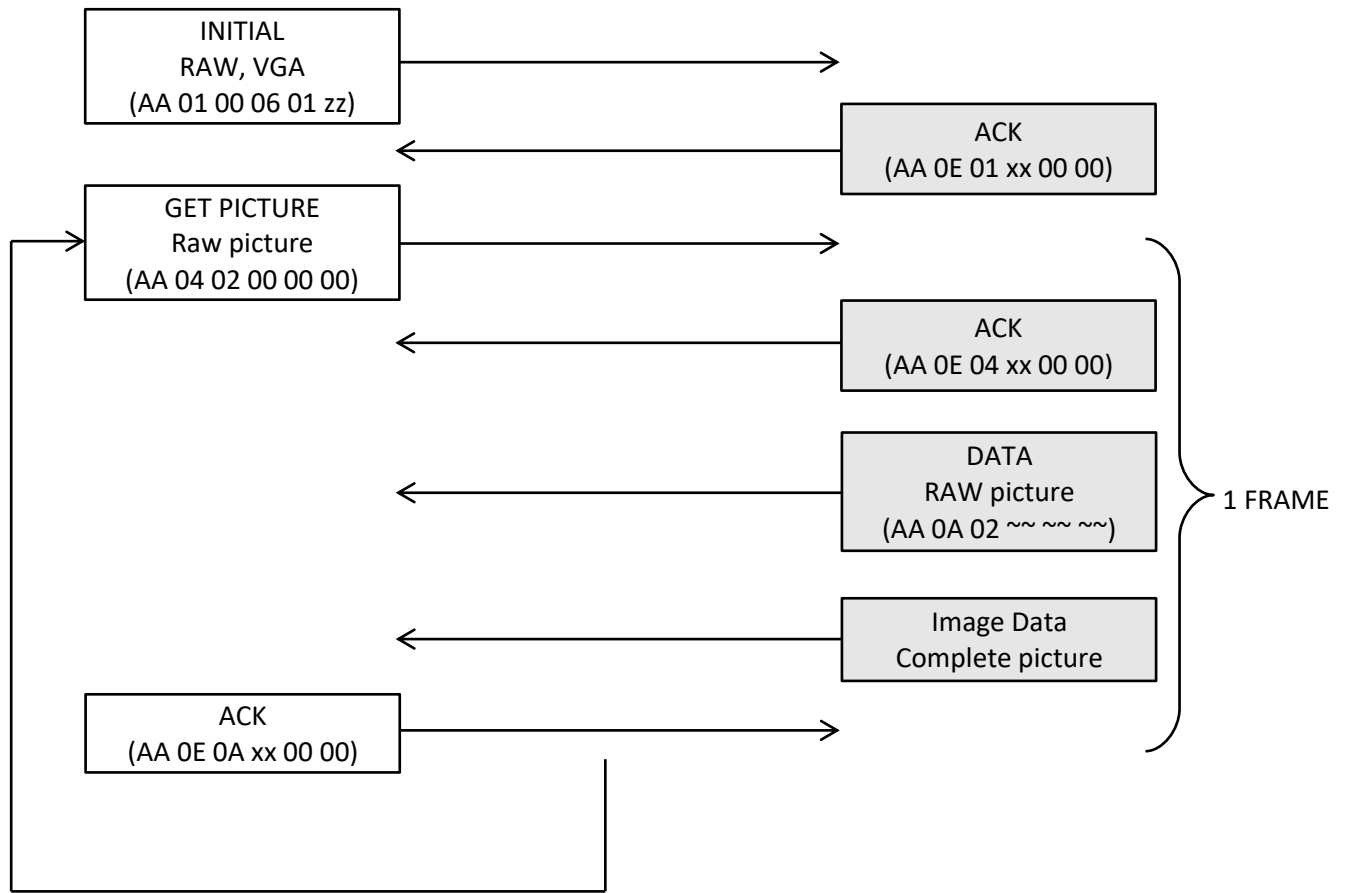 INITIAL
RAW, VGA
(AA 01 00 06 01 zz)
ACK
(AA 0E 01 xx 00 00)
GET PICTURE
Raw picture
(AA 04 02 00 00 00)
ACK
(AA 0E 04 xx 00 00)
DATA
RAW picture
(AA 0A 02 ~~ ~~ ~~)
1 FRAME
Image Data
Complete picture
ACK
(AA 0E 0A xx 00 00)